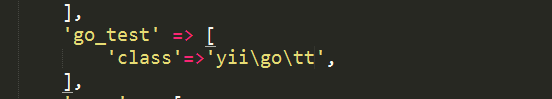 ],
'go_test' => [
'class'=>'yii\go\tt',
],